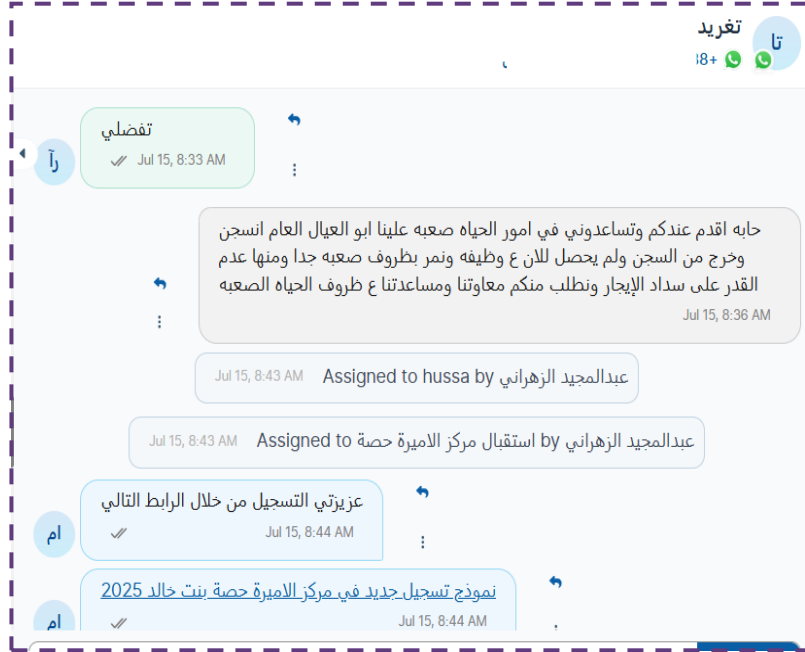 تغريد
تا
38+
تفضلي
Jul 15, 8:33 AM
رآ
حابه اقدم عندكم وتساعدوني في امور الحياه صعبه علينا ابو العيال العام انسجن
وخرج من السجن ولم يحصل للان ع وظيفه ونمر بظروف صعبه جدا ومنها عدم
القدر على سداد الإيجار ونطلب منكم معاوتنا ومساعدتنا ع ظروف الحياه الصعبه
Jul 15, 8:36 AM
Jul 15, 8:43 AM Assigned to hussa by عبدالمجيد الزهراني
Jul 15, 8:43 AM Assigned to استقبال مركز الاميرة حصة by عبدالمجيد الزهراني
عزيزتي التسجيل من خلال الرابط التالي
Jul 15, 8:44 AM
ام
نموذج تسجيل جديد في مركز الاميرة حصة بنت خالد 2025
Jul 15, 8:44 AM
ام